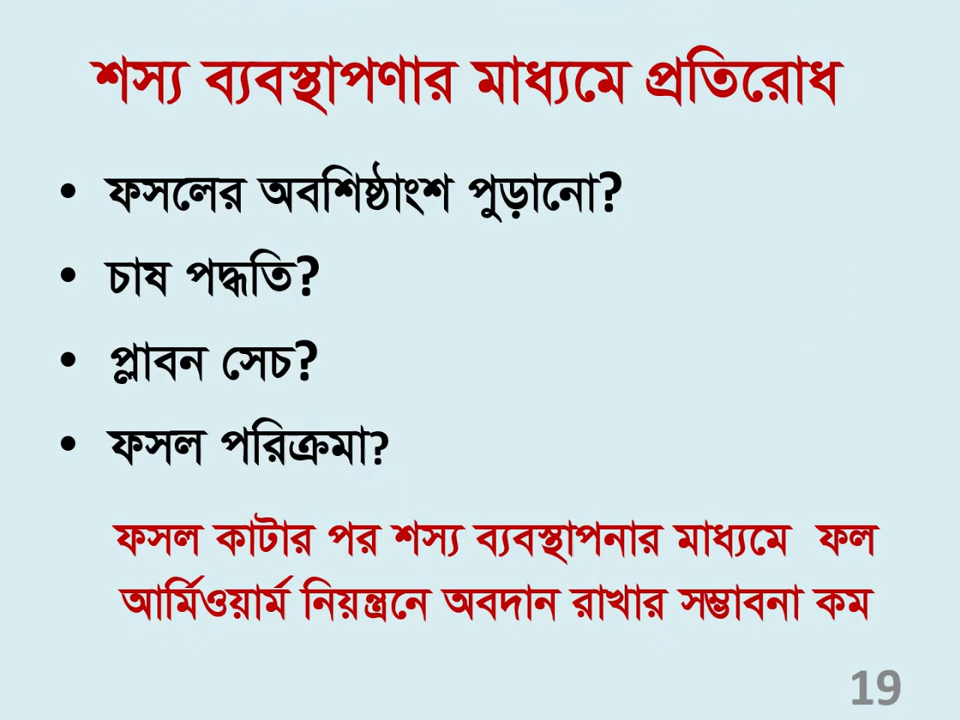 শস্য ব্যবস্থাপণার মাধ্যমে প্রতিরোধ
• ফসলের অবশিষ্ঠাংশ পুড়ানো?
• চাষ পদ্ধতি?
• প্লাবন সেচ?
• ফসল পরিক্রমা?
ফসল কাটার পর শস্য ব্যবস্থাপনার মাধ্যমে ফল
আর্মিওয়ার্ম নিয়ন্ত্রনে অবদান রাখার সম্ভাবনা কম
19